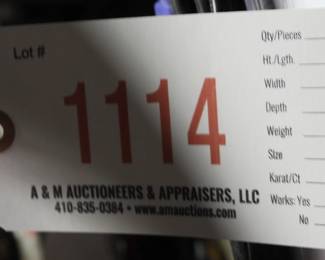 Lot #
1114
A & M AUCTIONEERS & APPRAISERS, LLC
410-835-0384 • www.amauctions.com
Qty/Pieces
Ht./Lgth.
Width
Depth
Weight
Size
Karat/Ct
Works: Yes
No